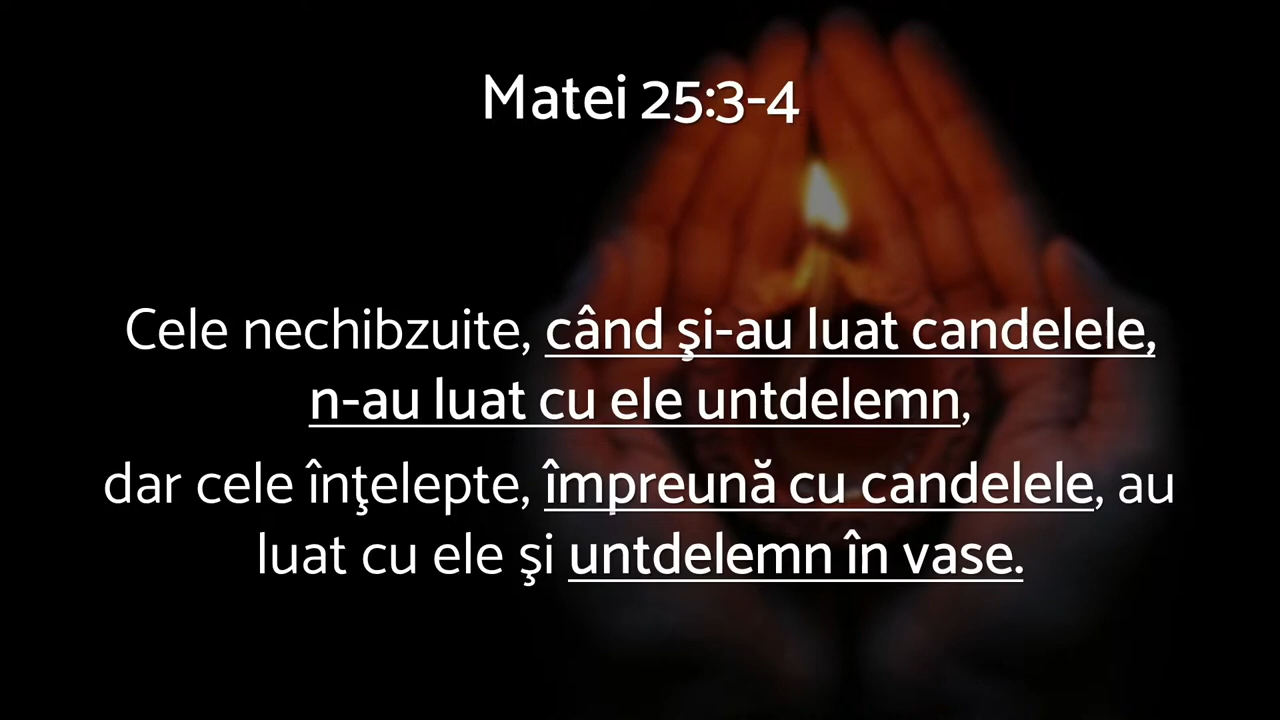 Matei 25:3-4
Cele nechibzuite, când şi-au luat candelele,
n-au luat cu ele untdelemn,
dar cele înţelepte, împreună cu candelele, au
luat cu ele şi untdelemn în vase.